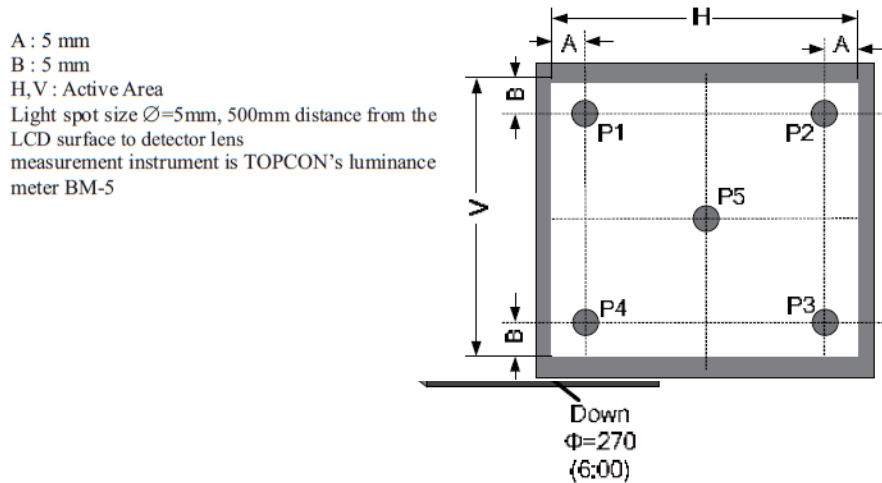 A : 5 mm
B : 5 mm
H,V : Active Area
Light spot size ∅=5mm, 500mm distance from the
LCD surface to detector lens
measurement instrument is TOPCON's luminance
meter BM-5
H
A
A
B
P1
P2
P5
V
P4
P3
B
Down
Φ=270
(6:00)